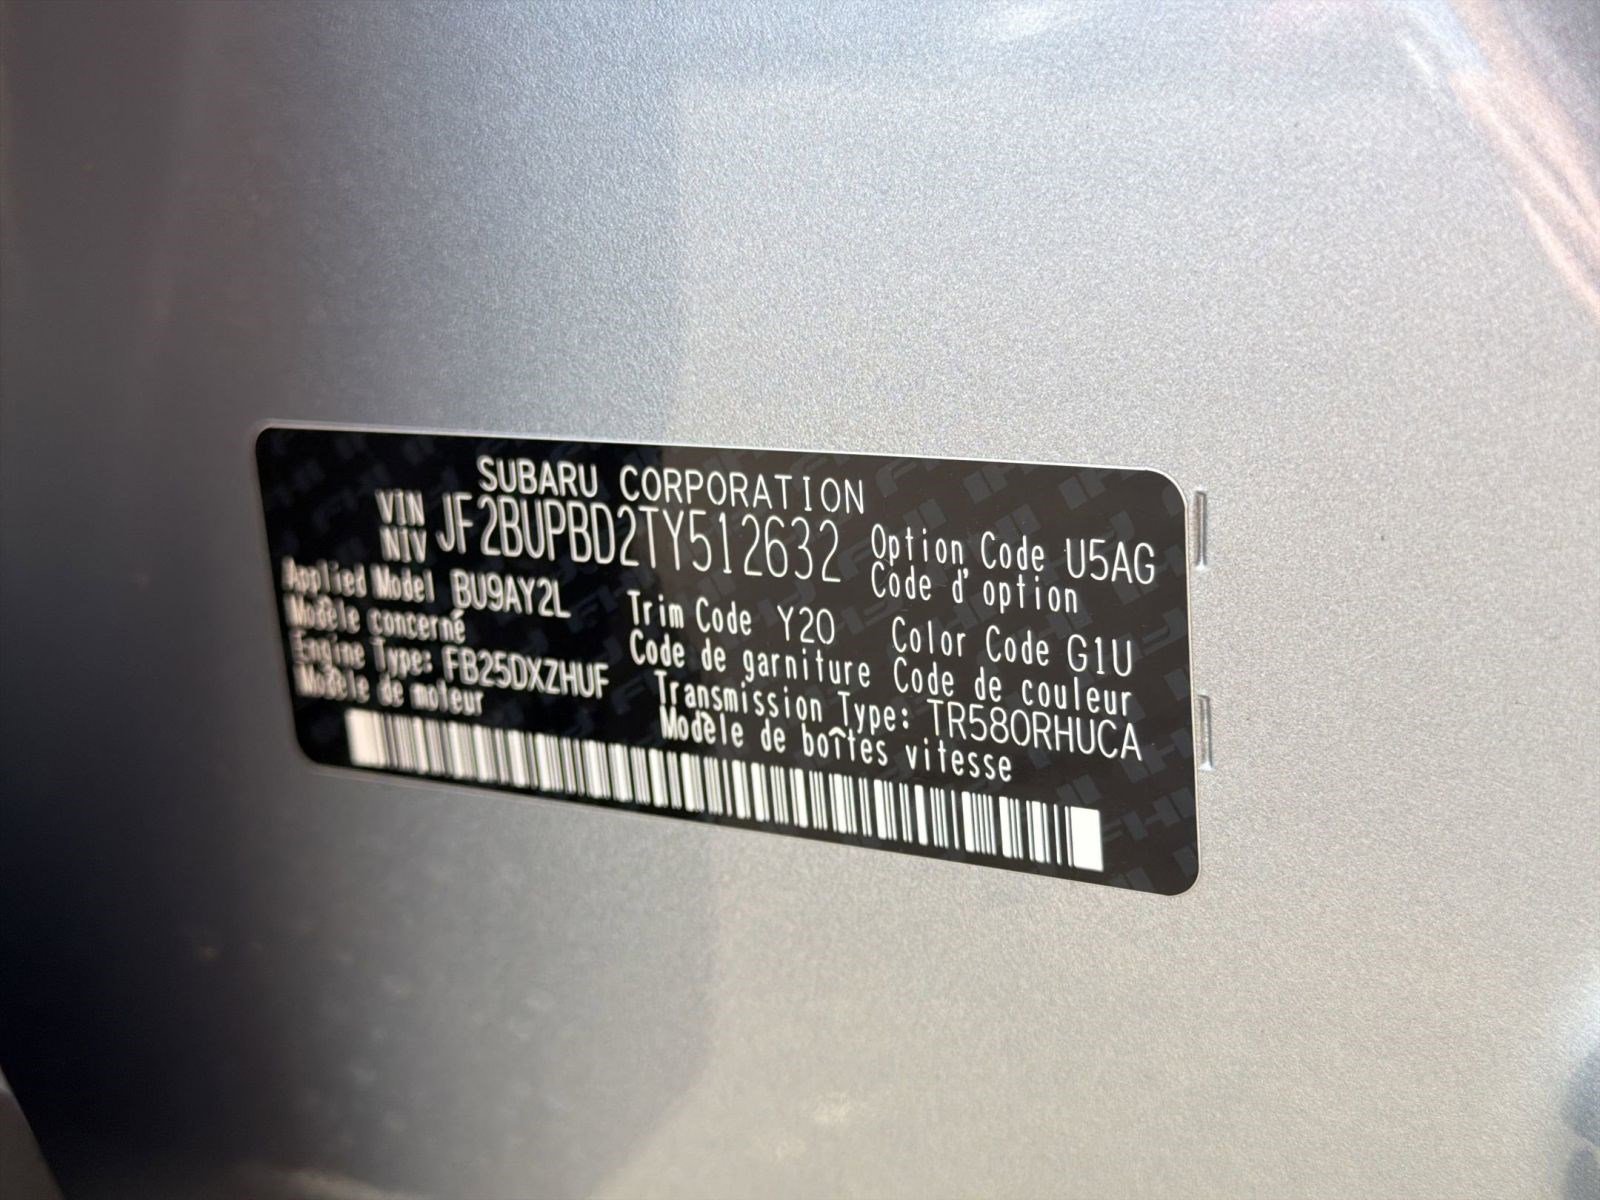 SUBARU CORPORATION
VIN
NIV JF2BUPBD2TY512632
Option Code U5AG
Code d'option
Applied Model BU9AY2L
Modèle concerné
Trim Code Y20
Code de garniture
Color Code G1U
Code de couleur
Engine Type: FB25DXZHUF
Modèle de moteur
Transmission Type: TR580RHUCA
Modèle de boîtes vitesse